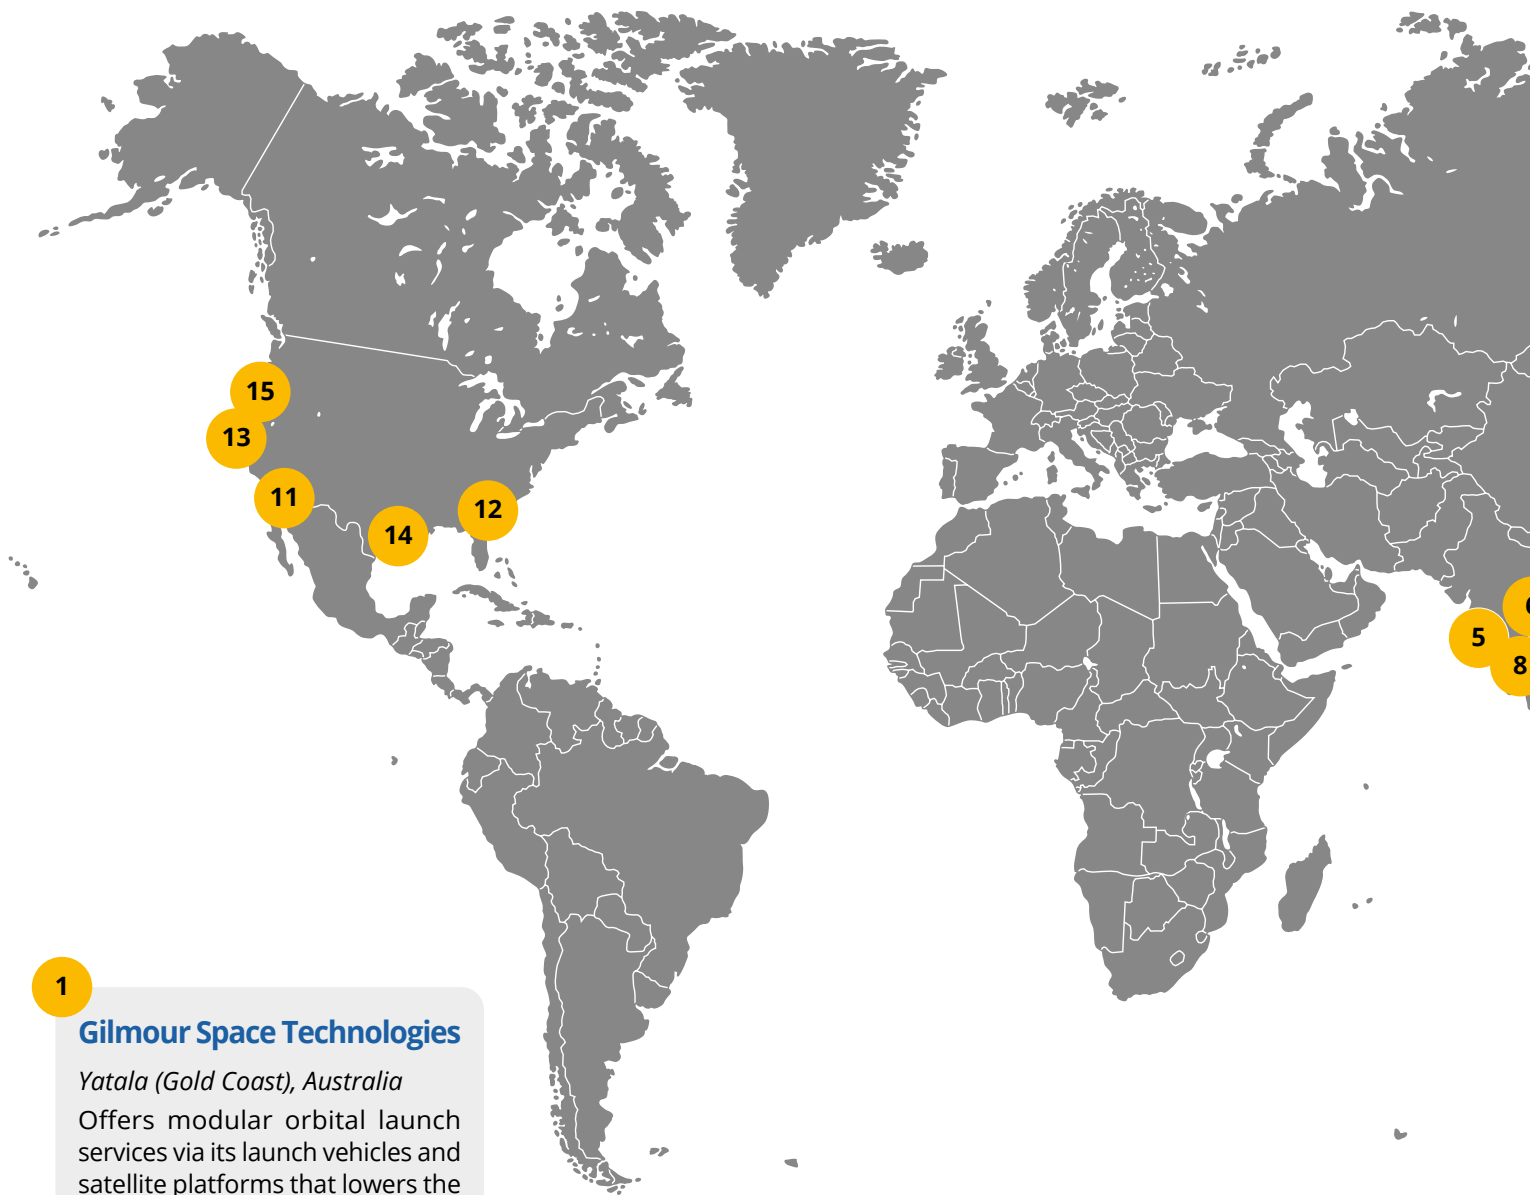 15
13
11
14
12
5
8
1
Gilmour Space Technologies
Yatala (Gold Coast), Australia
Offers modular orbital launch
services via its launch vehicles and
satellite platforms that lowers the